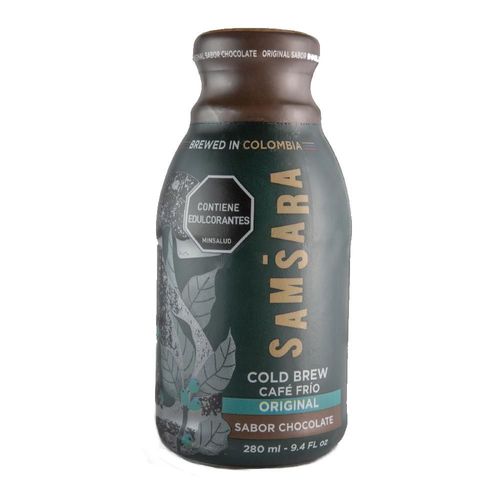 SABOR CHOCOLATE ORIGINAL SABOR
BREWED IN COLOMBIA
CONTIENE
EDULCORANTES
MINSALUD
SAMSARA
COLD BREW
CAFÉ FRÍO
ORIGINAL
SABOR CHOCOLATE
280 ml - 9.4 FL oz